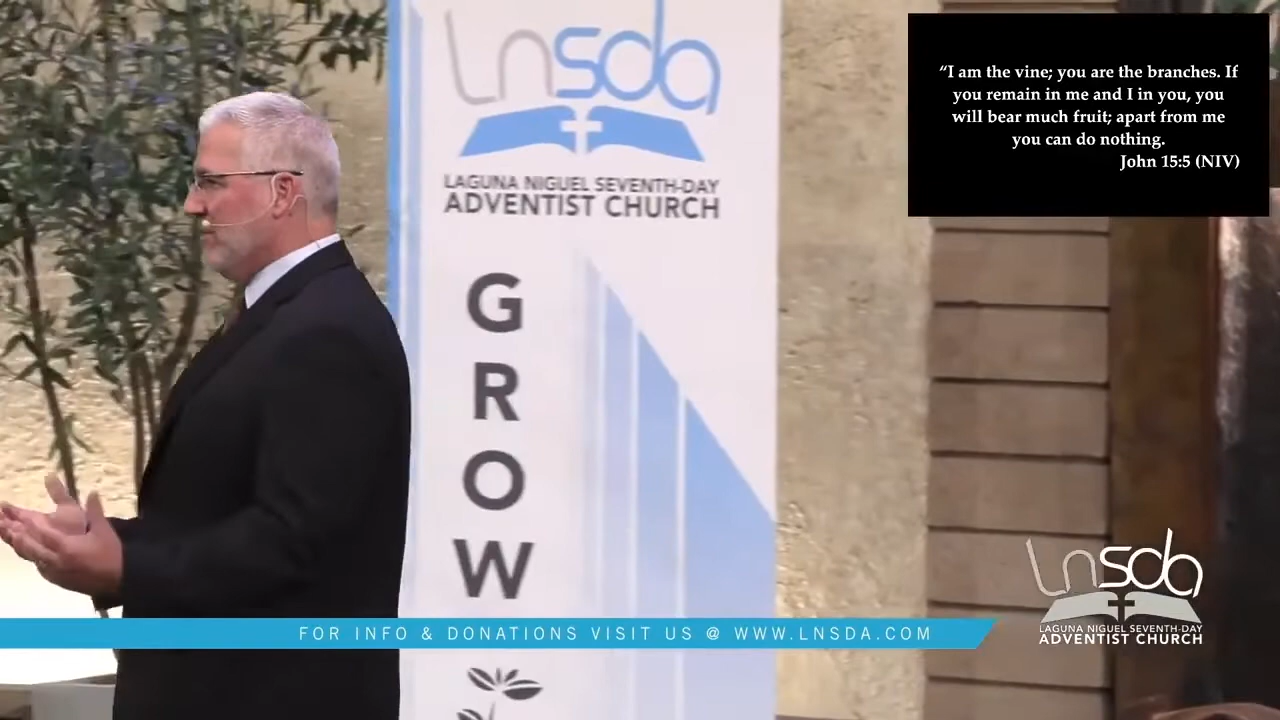 lnsda
LAGUNA NIGUEL SEVENTH-DAY
ADVENTIST CHURCH
G
R
O
W
“I am the vine; you are the branches. If
you remain in me and I in you, you
will bear much fruit; apart from me
you can do nothing.
John 15:5 (NIV)
FOR INFO & DONATIONS VISIT US @ WWW.LNSDA.COM
lnsda
LAGUNA NIGUEL SEVENTH-DAY
ADVENTIST CHURCH